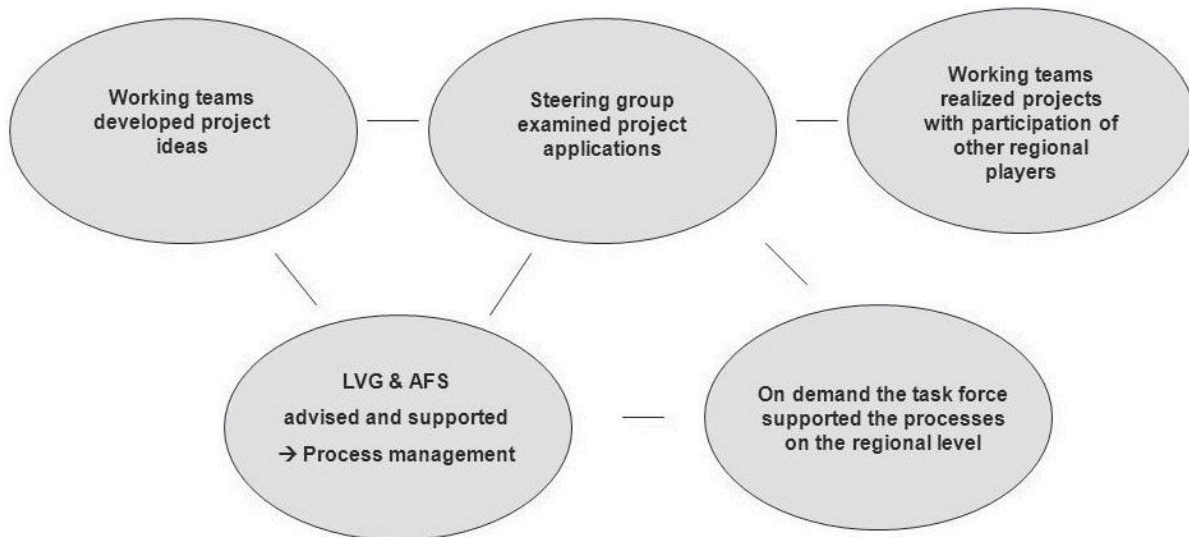 Working teams
developed project
ideas
Steering group
examined project
applications
Working teams
realized projects
with participation of
other regional
players
LVG & AFS
advised and supported
→ Process management
On demand the task force
supported the processes
on the regional level